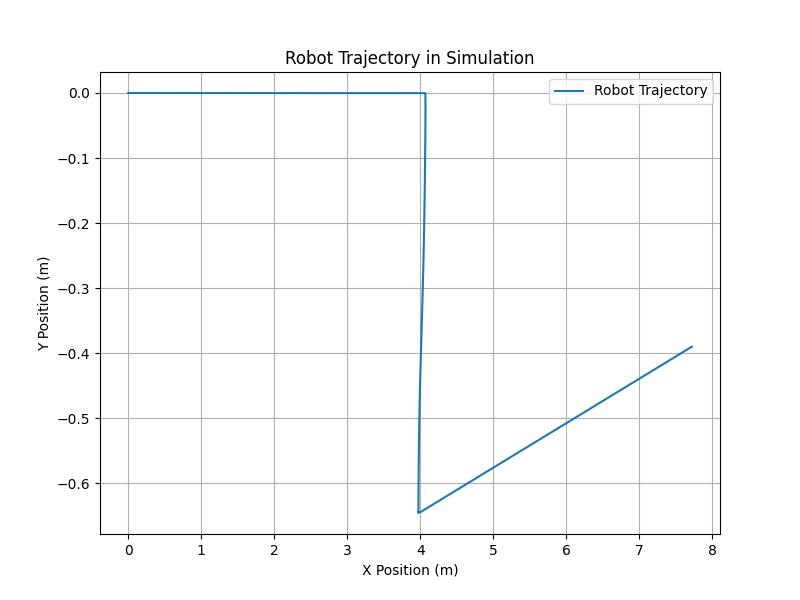 Robot Trajectory in Simulation
Robot Trajectory
0.0
−0.1
−0.2
−0.3
−0.4
−0.5
−0.6
Y Position (m)
0 1 2 3 4 5 6 7 8
X Position (m)